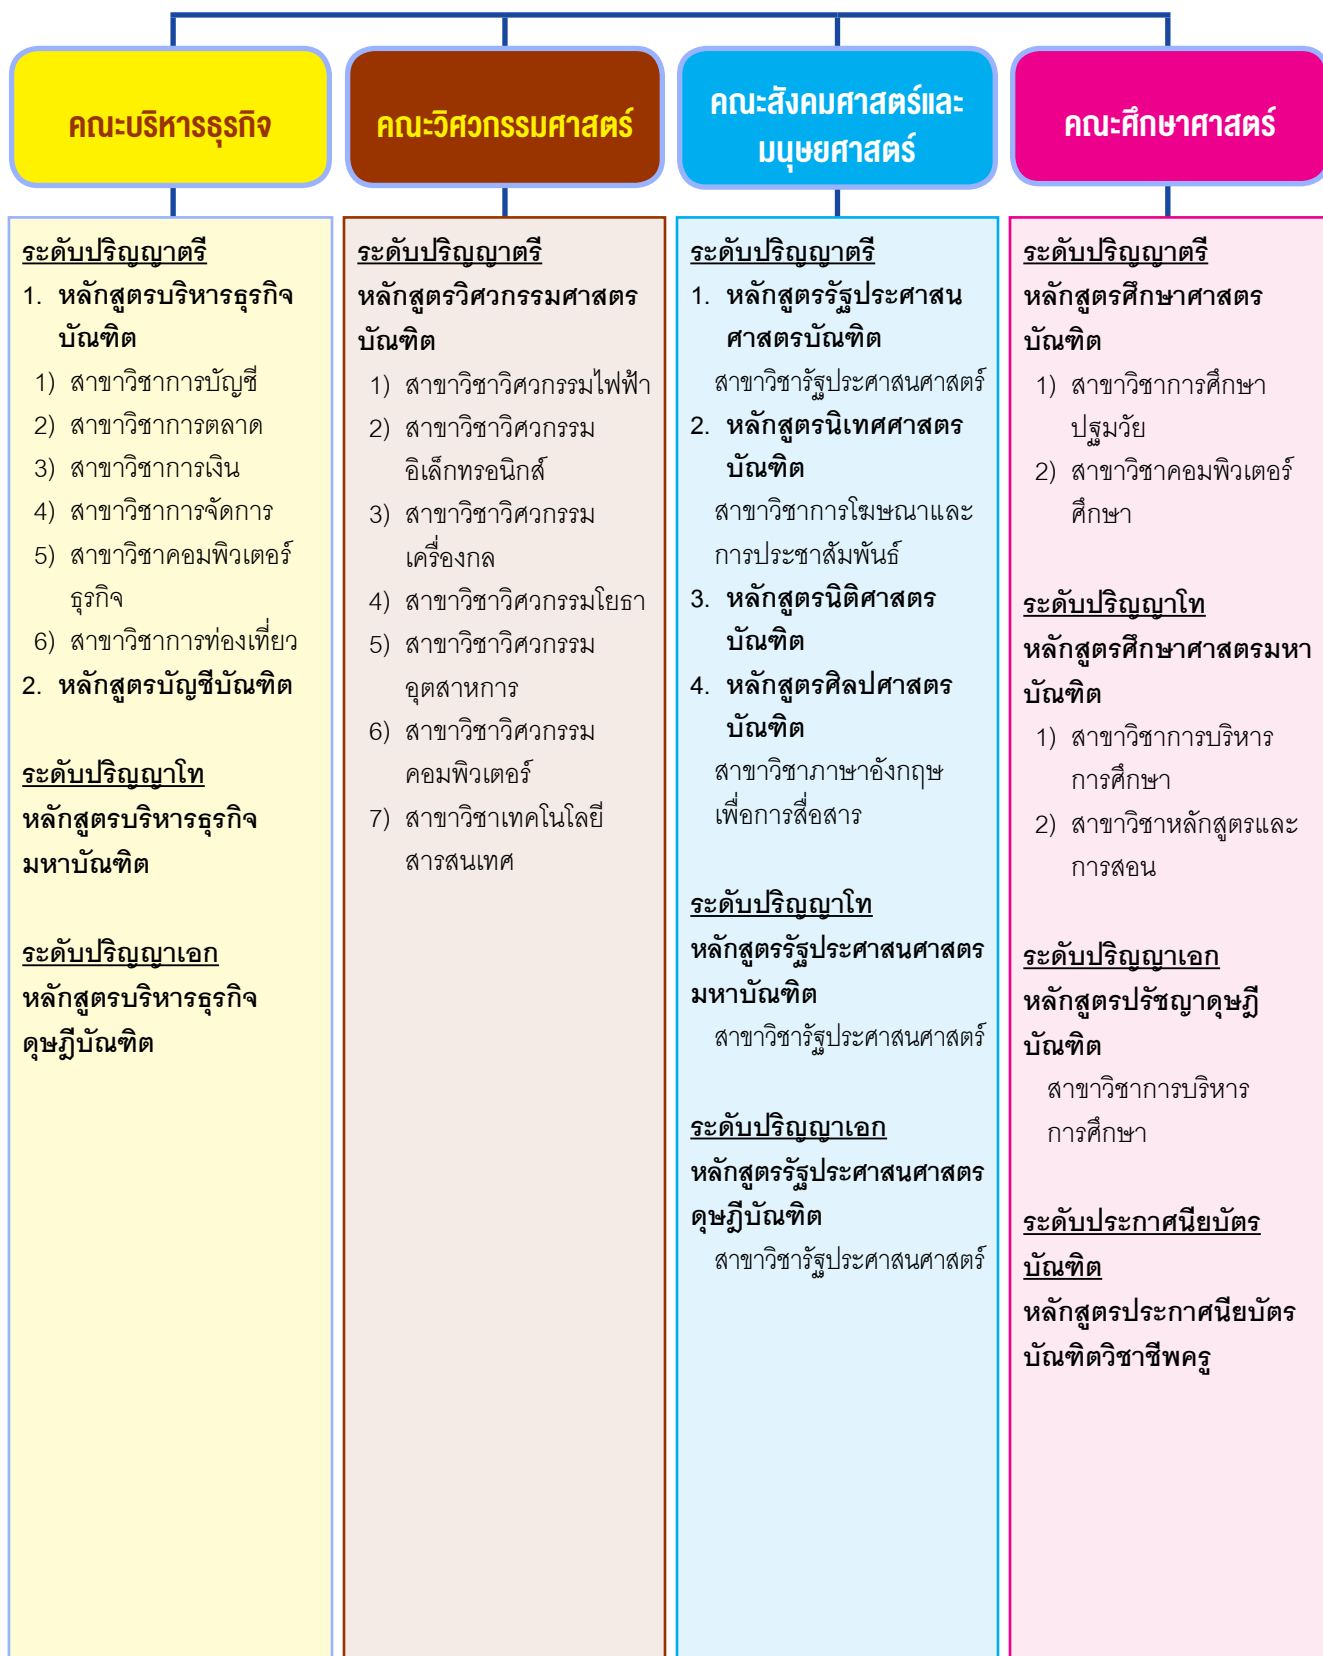 คณะบริหารธุรกิจ
ระดับปริญญาตรี
1. หลักสูตรบริหารธุรกิจ
บัณฑิต
1) สาขาวิชาการบัญชี
2) สาขาวิชาการตลาด
3) สาขาวิชาการเงิน
4) สาขาวิชาการจัดการ
5) สาขาวิชาคอมพิวเตอร์
ธุรกิจ
6) สาขาวิชาการท่องเที่ยว
2. หลักสูตรบัญชีบัณฑิต
ระดับปริญญาโท
หลักสูตรบริหารธุรกิจ
มหาบัณฑิต
ระดับปริญญาเอก
หลักสูตรบริหารธุรกิจ
ดุษฎีบัณฑิต
คณะวิศวกรรมศาสตร์
ระดับปริญญาตรี
หลักสูตรวิศวกรรมศาสตร
บัณฑิต
1) สาขาวิชาวิศวกรรมไฟฟ้า
2) สาขาวิชาวิศวกรรม
อิเล็กทรอนิกส์
3) สาขาวิชาวิศวกรรม
เครื่องกล
4) สาขาวิชาวิศวกรรมโยธา
5) สาขาวิชาวิศวกรรม
อุตสาหการ
6) สาขาวิชาวิศวกรรม
คอมพิวเตอร์
7) สาขาวิชาเทคโนโลยี
สารสนเทศ
คณะสังคมศาสตร์และ
มนุษยศาสตร์
ระดับปริญญาตรี
1. หลักสูตรรัฐประศาสน
ศาสตรบัณฑิต
สาขาวิชารัฐประศาสนศาสตร์
2. หลักสูตรนิเทศศาสตร
บัณฑิต
สาขาวิชาการโฆษณาและ
การประชาสัมพันธ์
3. หลักสูตรนิติศาสตร
บัณฑิต
4. หลักสูตรศิลปศาสตร
บัณฑิต
สาขาวิชาภาษาอังกฤษ
เพื่อการสื่อสาร
ระดับปริญญาโท
หลักสูตรรัฐประศาสนศาสตร
มหาบัณฑิต
สาขาวิชารัฐประศาสนศาสตร์
ระดับปริญญาเอก
หลักสูตรรัฐประศาสนศาสตร
ดุษฎีบัณฑิต
สาขาวิชารัฐประศาสนศาสตร์
คณะศึกษาศาสตร์
ระดับปริญญาตรี
หลักสูตรศึกษาศาสตร
บัณฑิต
1) สาขาวิชาการศึกษา
ปฐมวัย
2) สาขาวิชาคอมพิวเตอร์
ศึกษา
ระดับปริญญาโท
หลักสูตรศึกษาศาสตรมหา
บัณฑิต
1) สาขาวิชาการบริหาร
การศึกษา
2) สาขาวิชาหลักสูตรและ
การสอน
ระดับปริญญาเอก
หลักสูตรปรัชญาดุษฎี
บัณฑิต
สาขาวิชาการบริหาร
การศึกษา
ระดับประกาศนียบัตร
บัณฑิต
หลักสูตรประกาศนียบัตร
บัณฑิตวิชาชีพครู